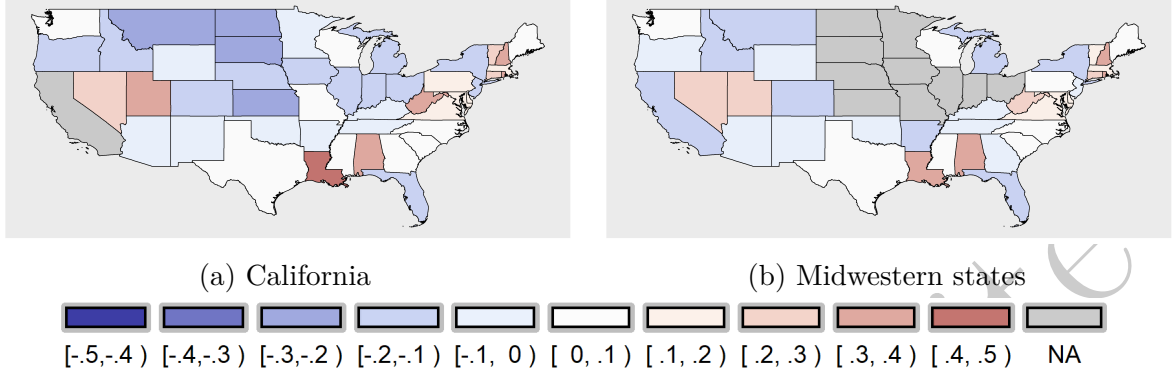 (a) California
(b) Midwestern states
[-.5,-.4 ) [-.4,-.3 ) [-.3,-.2 ) [-.2,-.1 ) [-.1, 0 ) [ 0, .1 ) [ .1, .2 ) [ .2, .3 ) [ .3, .4 ) [ .4, .5 ) NA